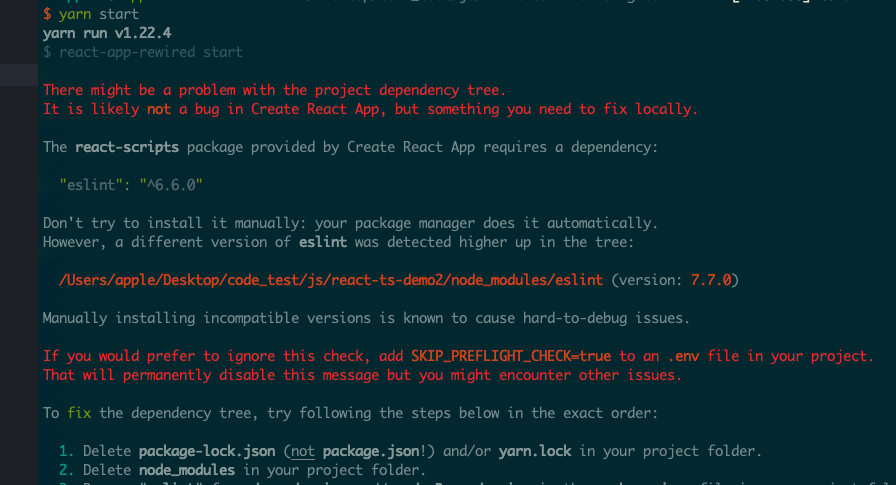 $ yarn start
yarn run v1.22.4
$ react-app-rewired start
There might be a problem with the project dependency tree.
It is likely not a bug in Create React App, but something you need to fix locally.
The react-scripts package provided by Create React App requires a dependency:
"eslint": "^6.6.0"
Don't try to install it manually: your package manager does it automatically.
However, a different version of eslint was detected higher up in the tree:
/Users/apple/Desktop/code_test/js/react-ts-demo2/node_modules/eslint (version: 7.7.0)
Manually installing incompatible versions is known to cause hard-to-debug issues.
If you would prefer to ignore this check, add SKIP_PREFLIGHT_CHECK=true to an .env file in your project.
That will permanently disable this message but you might encounter other issues.
To fix the dependency tree, try following the steps below in the exact order:
1. Delete package-lock.json (not package.json!) and/or yarn.lock in your project folder.
2. Delete node_modules in your project folder.